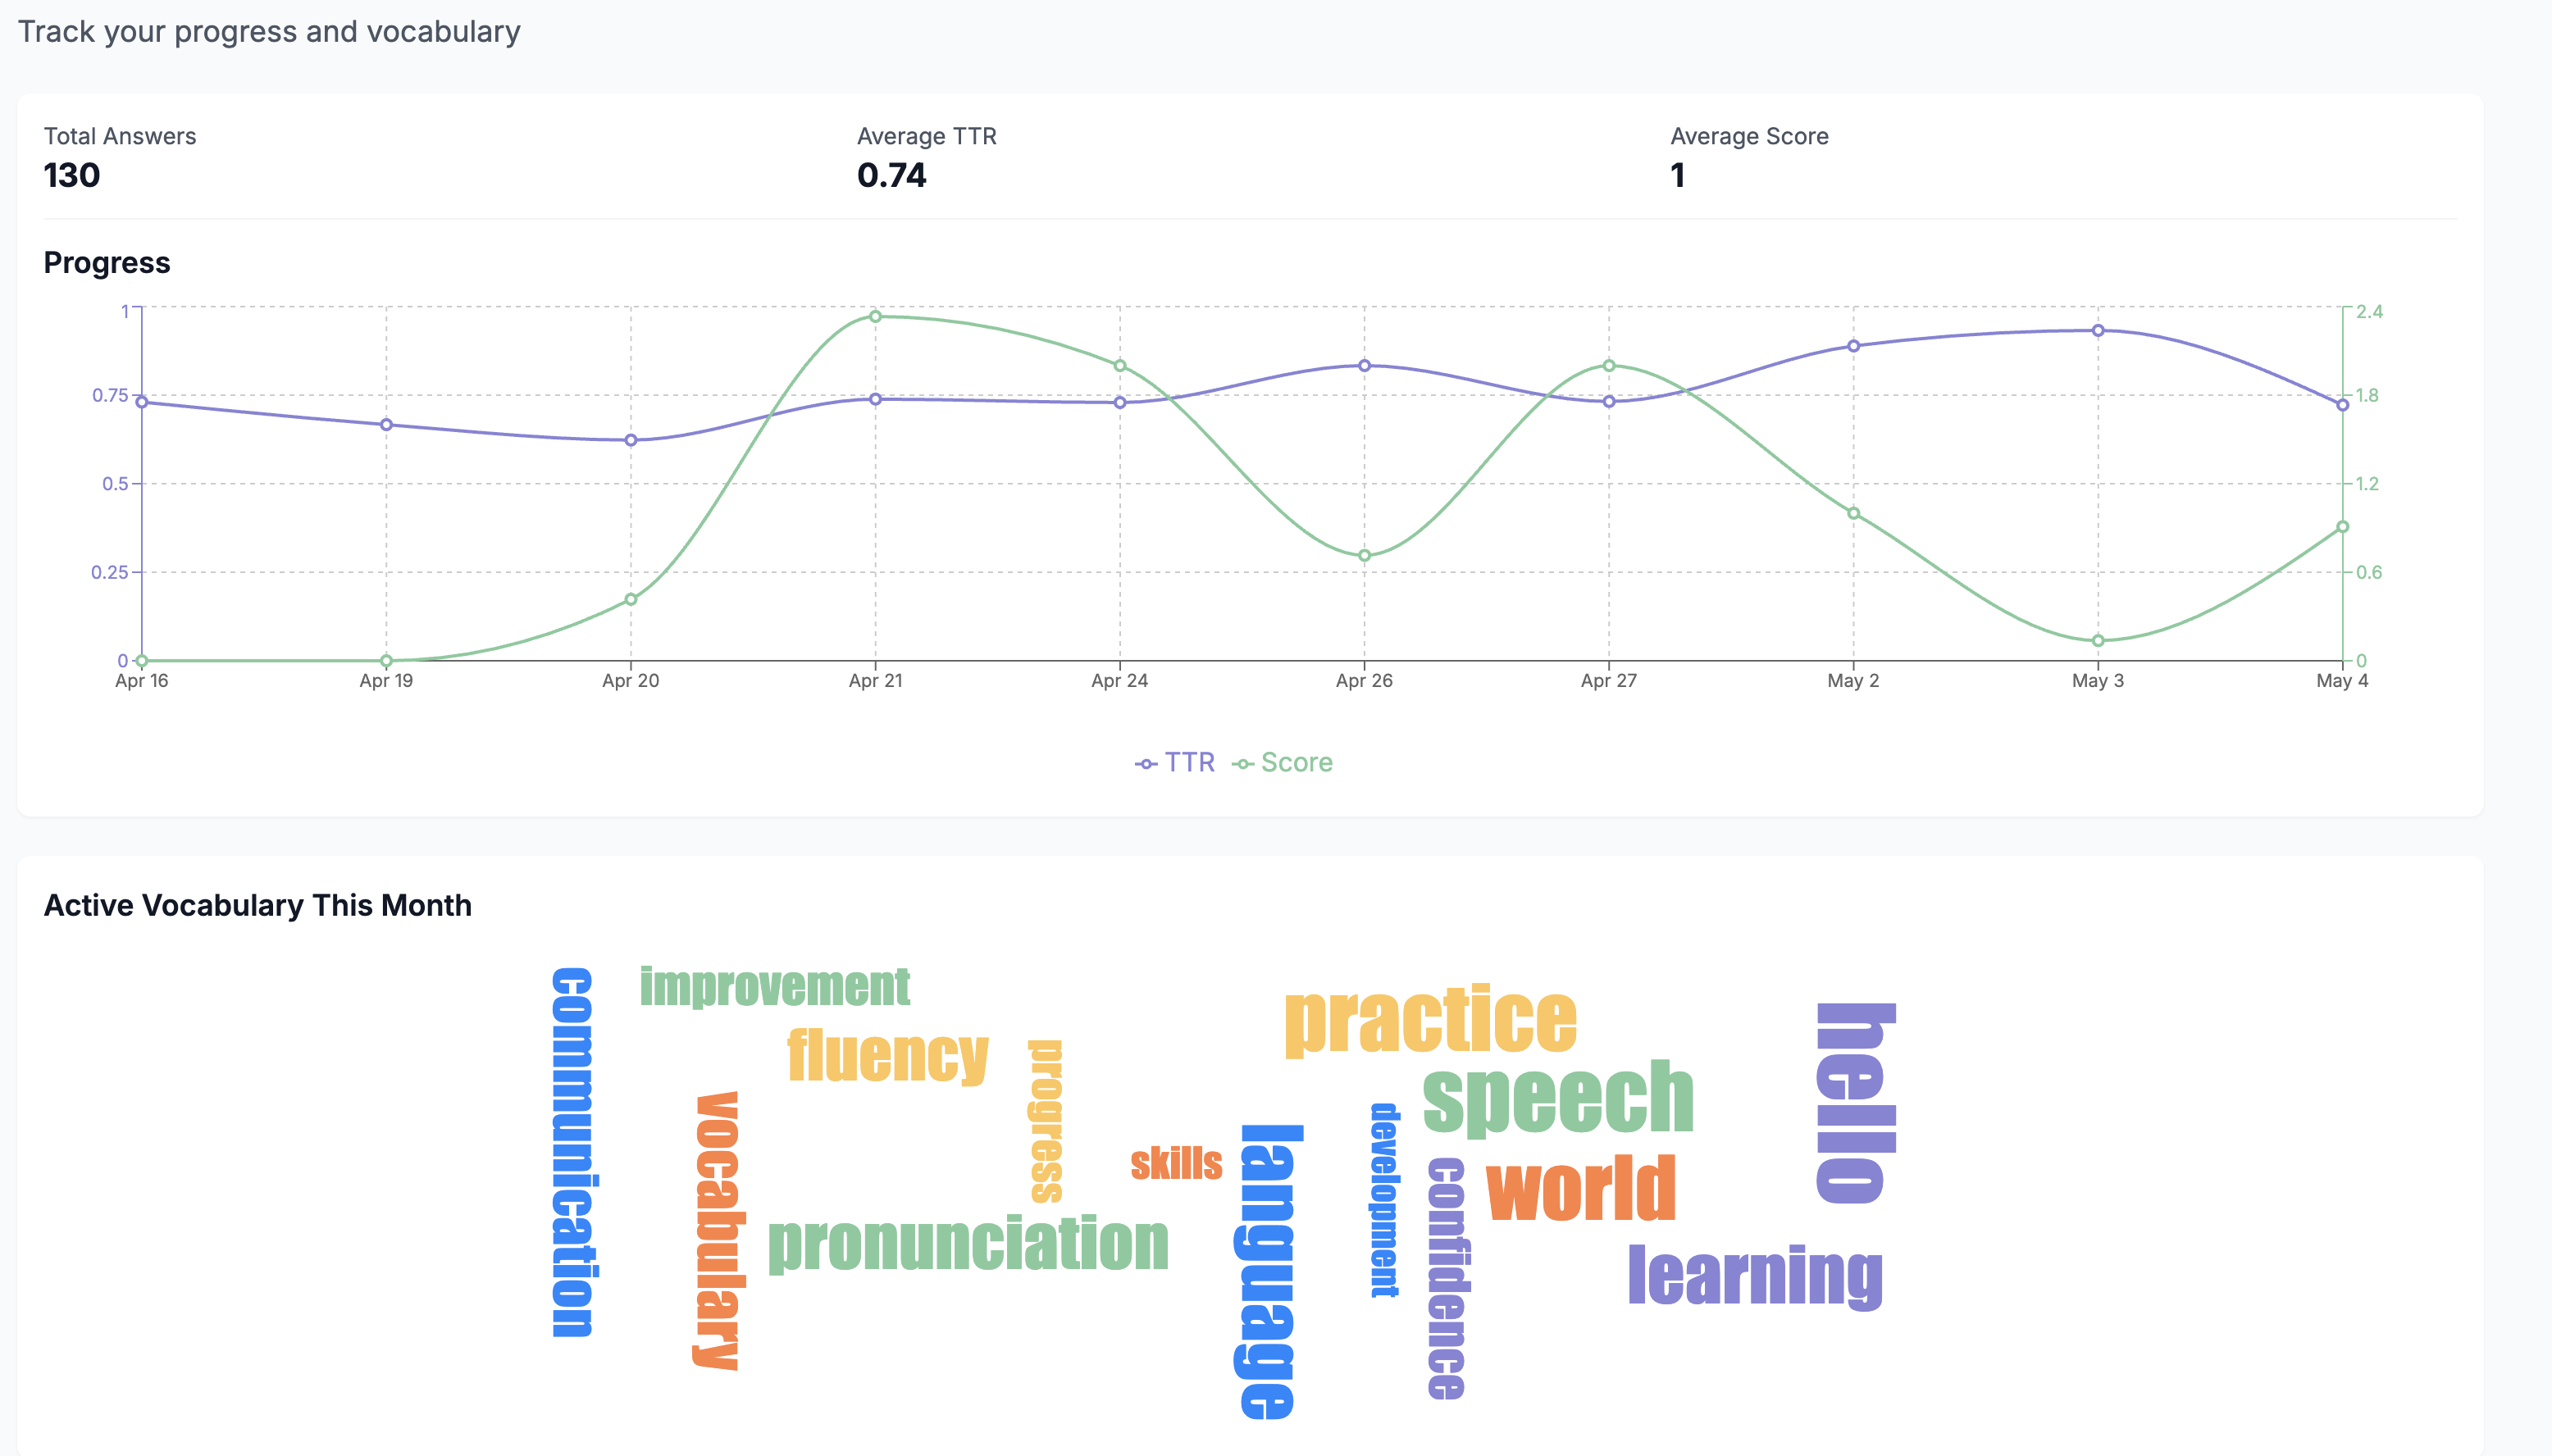 Track your progress and vocabulary
Total Answers
130
Average TTR
0.74
Average Score
1
Progress
1
0.75
0.5
0.25
0
2.4
1.8
1.2
0.6
0
Apr 16 Apr 19 Apr 20 Apr 21 Apr 24 Apr 26 Apr 27 May 2 May 3 May 4
TTR Score
Active Vocabulary This Month
communication
improvement
fluency
progress
vocabulary
pronunciation
skills
language
practice
speech
development
confidence
world
learning
hello